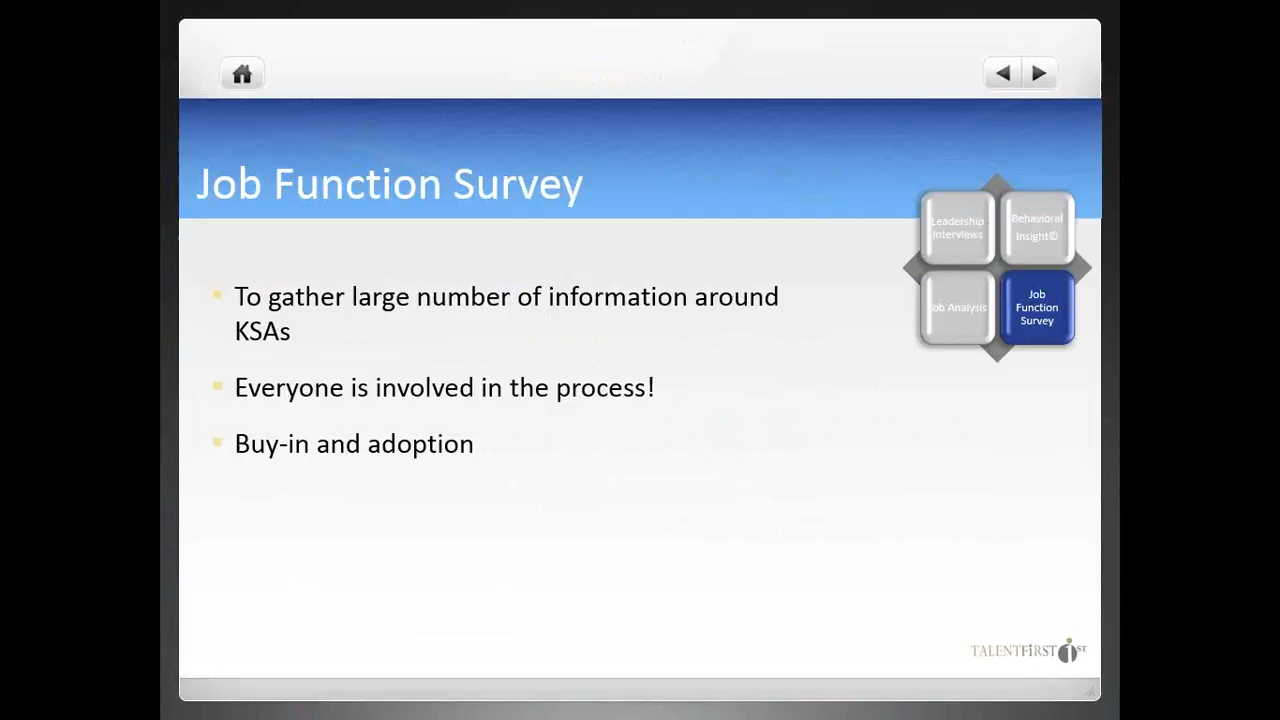 Job Function Survey
Leadership
Interviews
Behavioral
Insight©
Job Analysis
Job
Function
Survey
To gather large number of information around
KSAs
Everyone is involved in the process!
Buy-in and adoption
TALENTFiRST 1ST